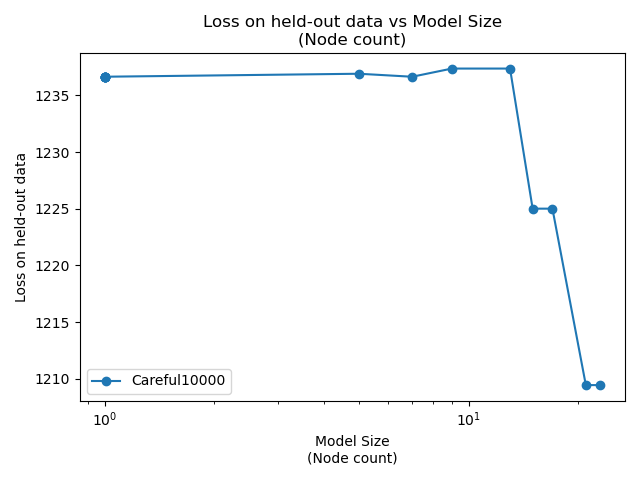 Loss on held-out data vs Model Size
(Node count)
Loss on held-out data
1235
1230
1225
1220
1215
1210
Careful10000
10⁰
10¹
Model Size
(Node count)